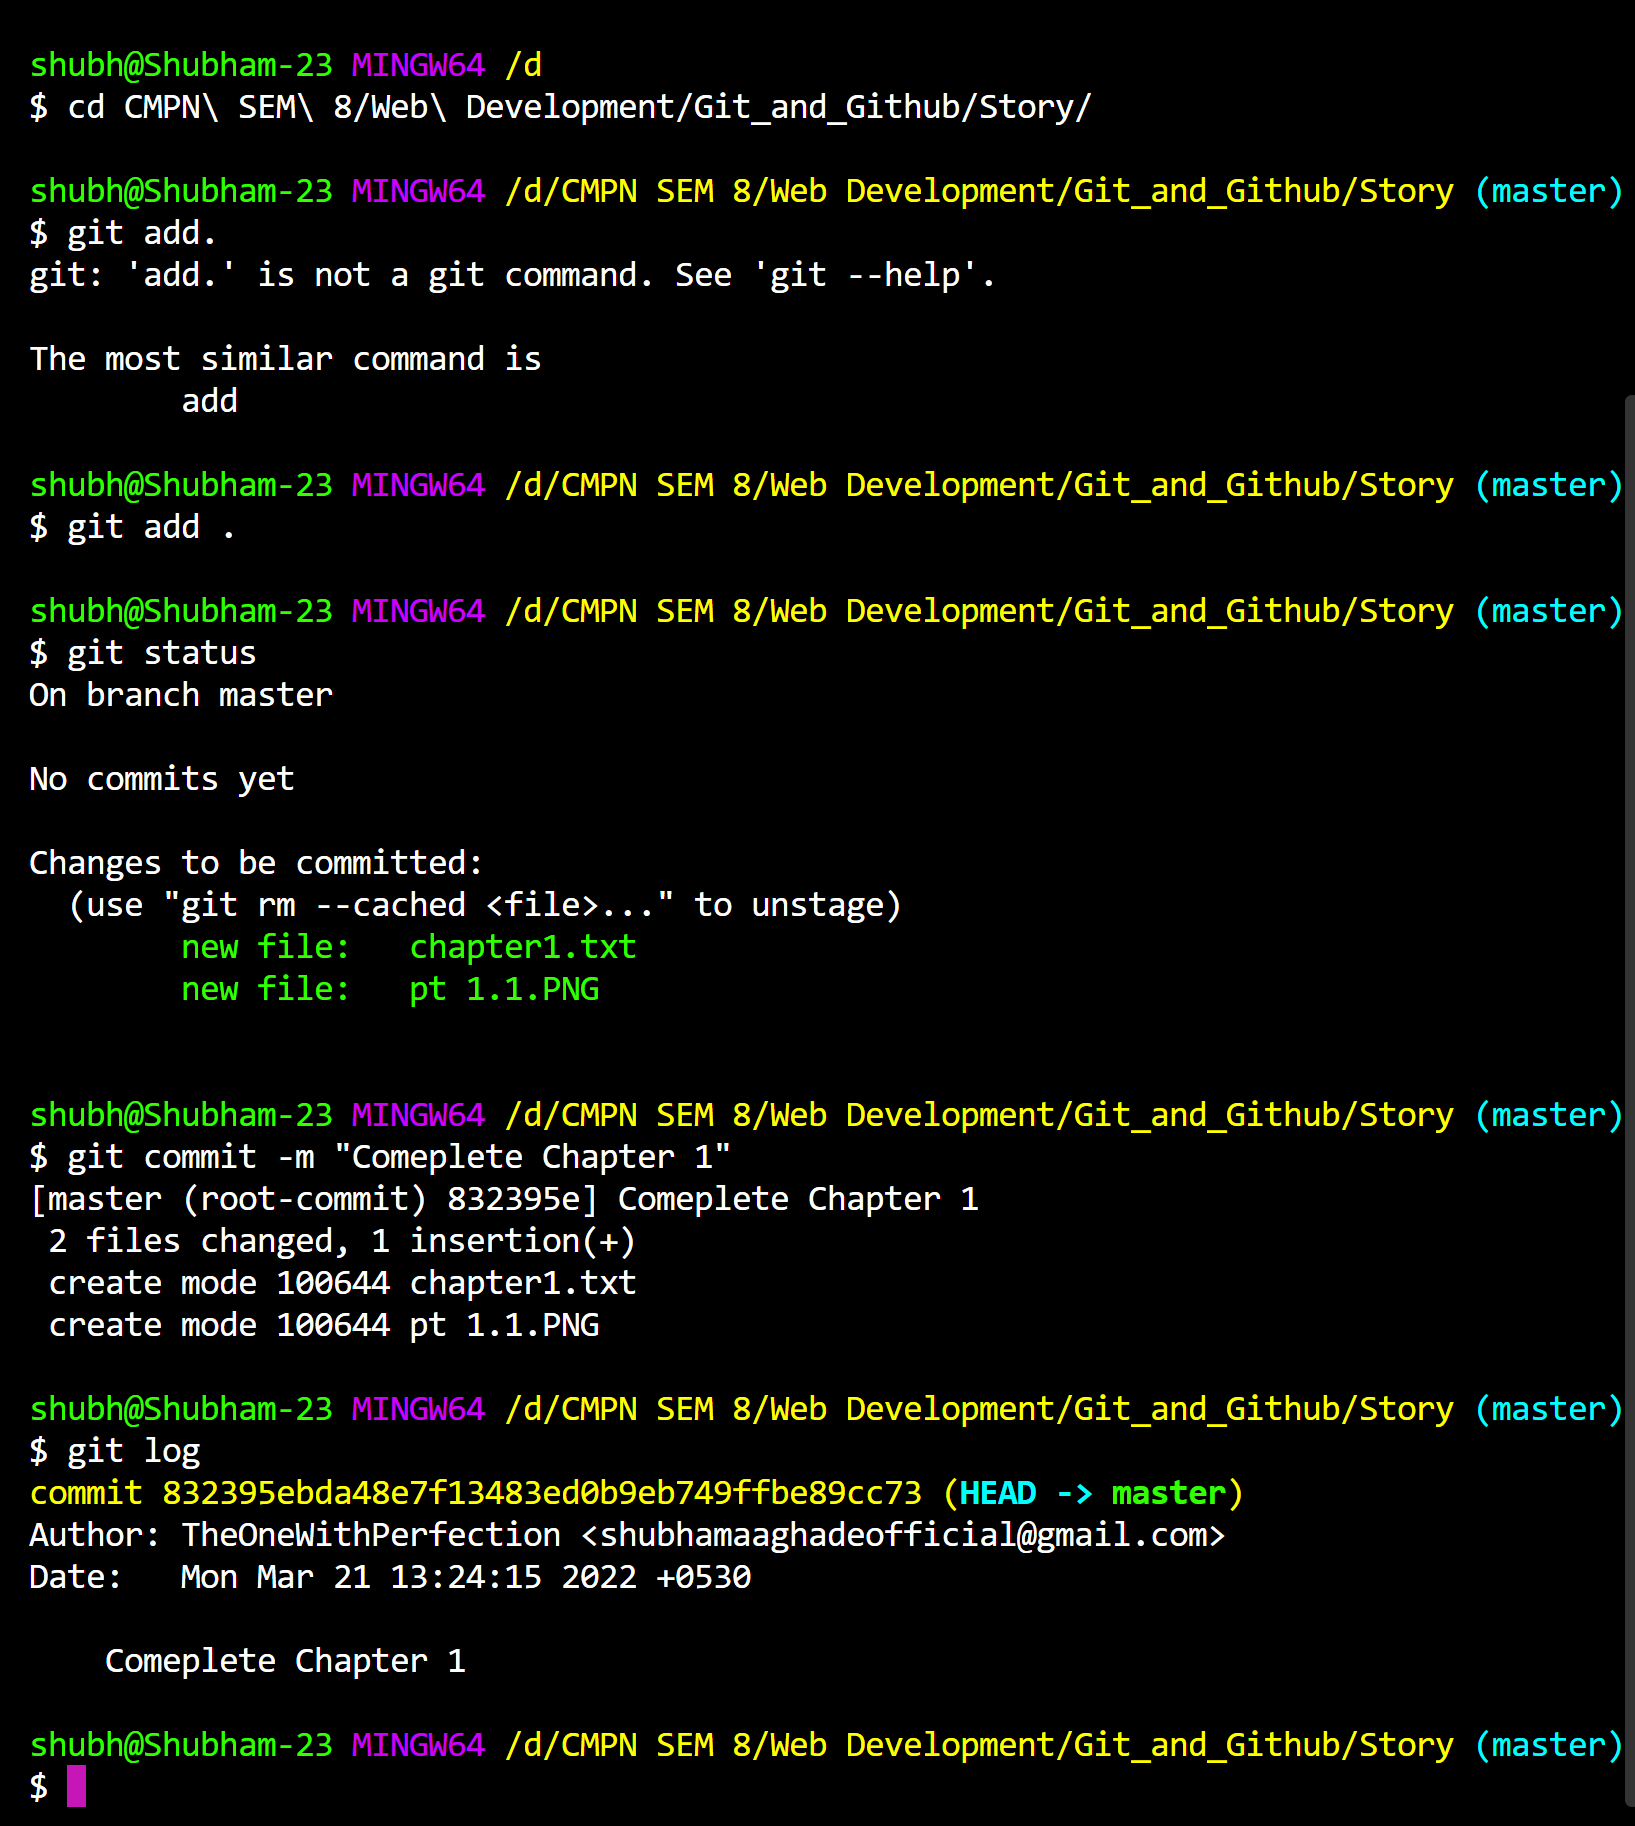 shubh@Shubham-23 MINGW64 /d
$ cd CMPN\ SEM\ 8/Web\ Development/Git_and_Github/Story/
shubh@Shubham-23 MINGW64 /d/CMPN SEM 8/Web Development/Git_and_Github/Story (master)
$ git add.
git: 'add.' is not a git command. See 'git --help'.
The most similar command is
        add
shubh@Shubham-23 MINGW64 /d/CMPN SEM 8/Web Development/Git_and_Github/Story (master)
$ git add .
shubh@Shubham-23 MINGW64 /d/CMPN SEM 8/Web Development/Git_and_Github/Story (master)
$ git status
On branch master
No commits yet
Changes to be committed:
  (use "git rm --cached <file>..." to unstage)
        new file:   chapter1.txt
        new file:   pt 1.1.PNG
shubh@Shubham-23 MINGW64 /d/CMPN SEM 8/Web Development/Git_and_Github/Story (master)
$ git commit -m "Comeplete Chapter 1"
[master (root-commit) 832395e] Comeplete Chapter 1
 2 files changed, 1 insertion(+)
 create mode 100644 chapter1.txt
 create mode 100644 pt 1.1.PNG
shubh@Shubham-23 MINGW64 /d/CMPN SEM 8/Web Development/Git_and_Github/Story (master)
$ git log
commit 832395ebda48e7f13483ed0b9eb749ffbe89cc73 (HEAD -> master)
Author: TheOneWithPerfection <shubhamaaghadeofficial@gmail.com>
Date:   Mon Mar 21 13:24:15 2022 +0530
    Comeplete Chapter 1
shubh@Shubham-23 MINGW64 /d/CMPN SEM 8/Web Development/Git_and_Github/Story (master)
$